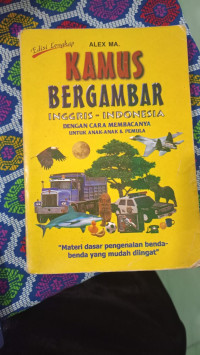 Edisi Lengkap
ALEX MA.
KAMUS
BERGAMBAR
INGGRIS - INDONESIA
DENGAN CARA MEMBACANYA
UNTUK ANAK-ANAK & PEMULA
"Materi dasar pengenalan benda-
benda yang mudah diingat"